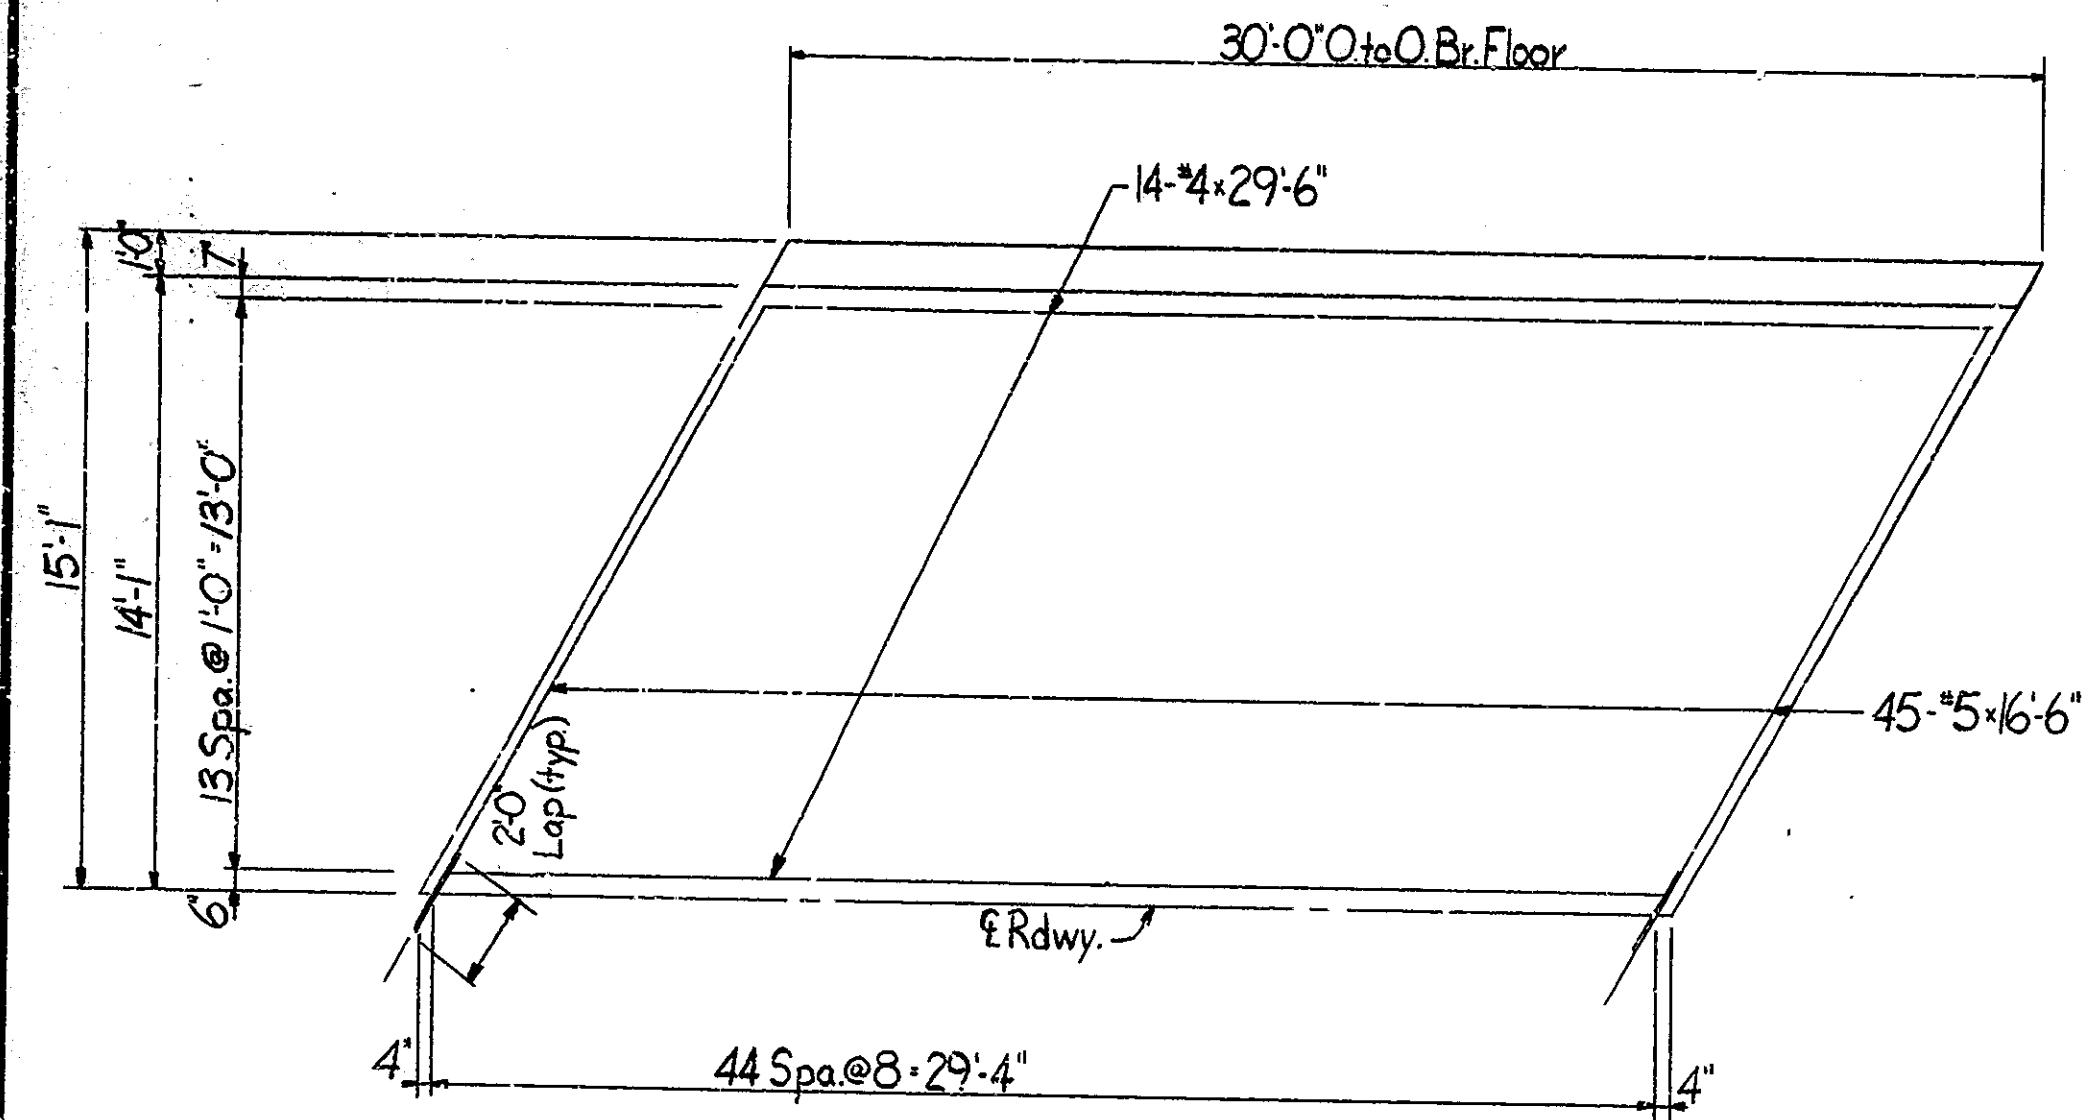 30'-0" O. to O. Br. Floor
14-#4×29'-6"
1'-0"
7"
15'-1"
14'-1"
13 Spa. @ 1'-0" = 13'-0"
6"
2'-0"
Lap (typ.)
45-#5×16'-6"
℄ Rdwy.
4"
44 Spa. @ 8 = 29'-4"
4"